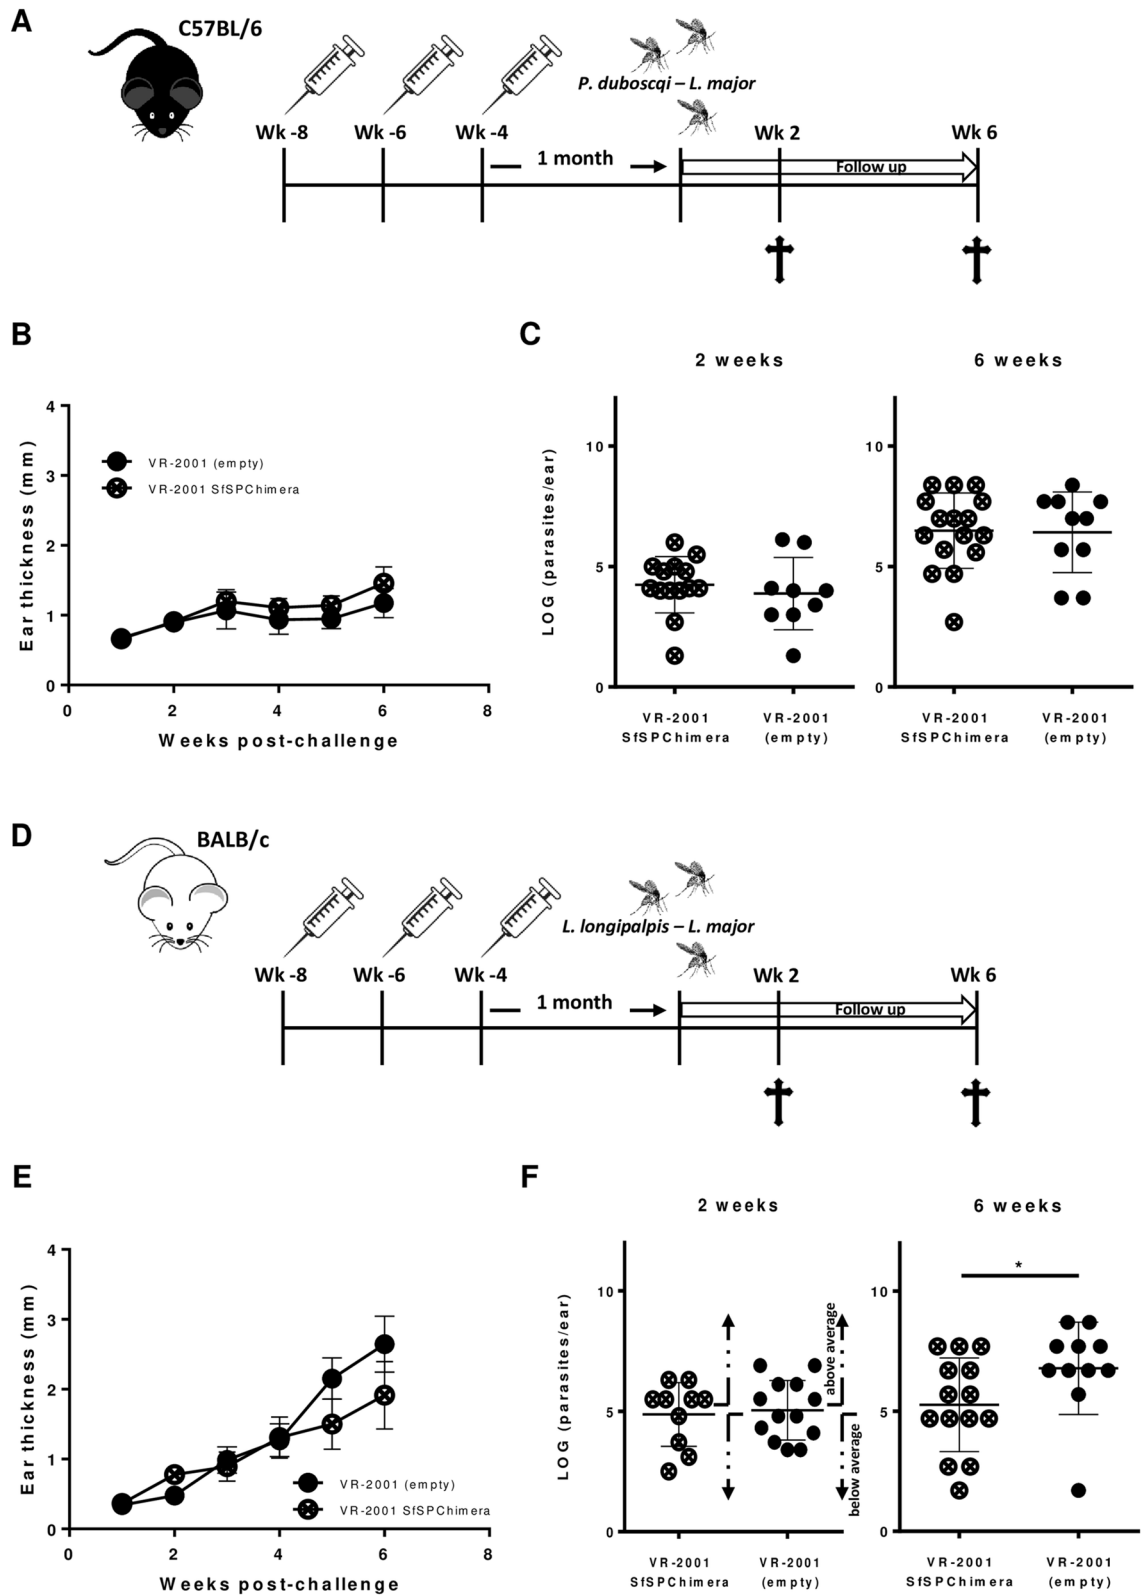 A
C57BL/6
P. duboscqi – L. major
Wk -8 Wk -6 Wk -4 Wk 2 Wk 6
1 month
Follow up
B
Ear thickness (mm)
4
3
2
1
0
VR-2001 (empty)
VR-2001 SfSPChimera
0 2 4 6 8
Weeks post-challenge
C
2 weeks
LOG (parasites/ear)
10
5
0
VR-2001
SfSPChimera
VR-2001
(empty)
6 weeks
10
5
0
VR-2001
SfSPChimera
VR-2001
(empty)
D
BALB/c
L. longipalpis – L. major
Wk -8 Wk -6 Wk -4 Wk 2 Wk 6
1 month
Follow up
E
Ear thickness (mm)
4
3
2
1
0
VR-2001 (empty)
VR-2001 SfSPChimera
0 2 4 6 8
Weeks post-challenge
F
2 weeks
LOG (parasites/ear)
10
5
0
above average
below average
VR-2001
SfSPChimera
VR-2001
(empty)
6 weeks
*
10
5
0
VR-2001
SfSPChimera
VR-2001
(empty)